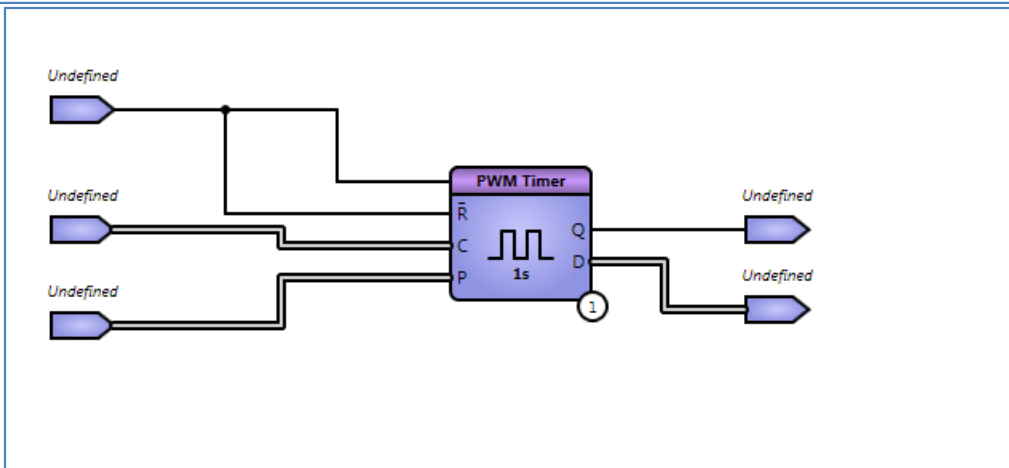 Undefined
Undefined
Undefined
PWM Timer
R̄
C
P
Q
D
1s
1
Undefined
Undefined